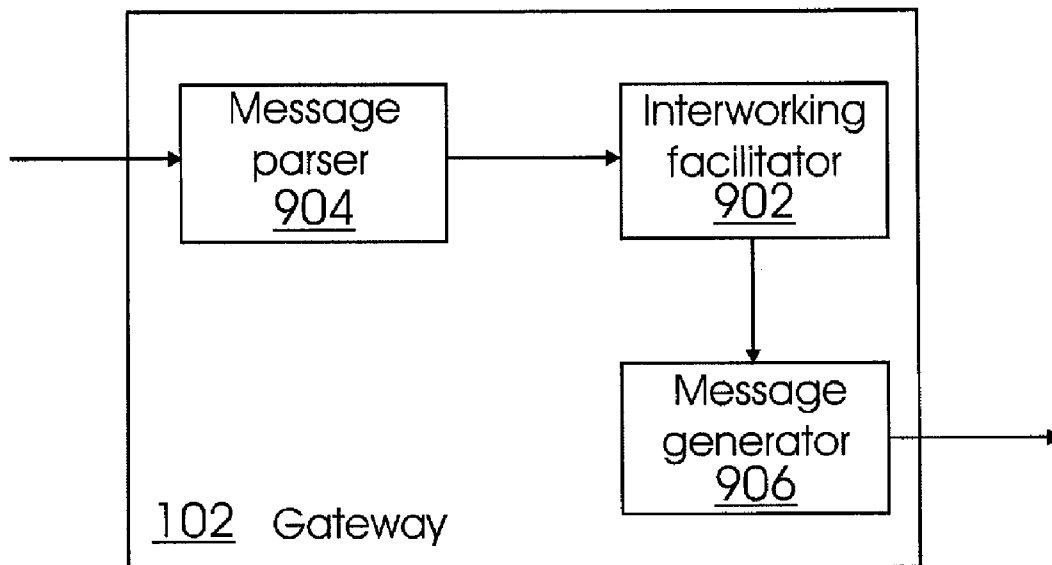 Message
parser
904
Interworking
facilitator
902
Message
generator
906
102 Gateway